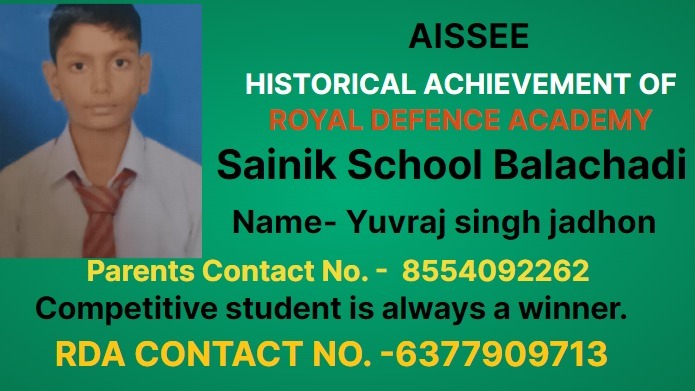 AISSEE
HISTORICAL ACHIEVEMENT OF
ROYAL DEFENCE ACADEMY
Sainik School Balachadi
Name- Yuvraj singh jadhon
Parents Contact No. - 8554092262
Competitive student is always a winner.
RDA CONTACT NO. -6377909713